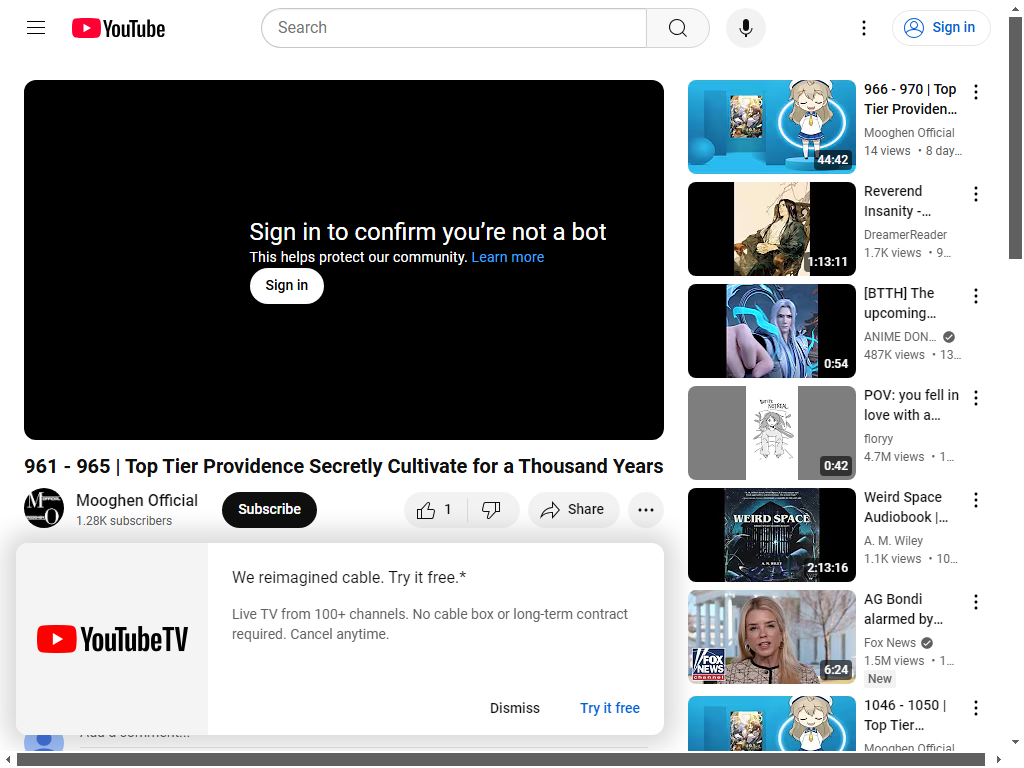 YouTube
Search
Sign in
Sign in to confirm you’re not a bot
This helps protect our community. Learn more
Sign in
961 - 965 | Top Tier Providence Secretly Cultivate for a Thousand Years
Mooghen Official
1.28K subscribers
Subscribe
1
Share
YouTubeTV
We reimagined cable. Try it free.*
Live TV from 100+ channels. No cable box or long-term contract
required. Cancel anytime.
Dismiss
Try it free
Add a comment...
966 - 970 | Top
Tier Providen...
Mooghen Official
14 views • 8 day...
44:42
Reverend
Insanity -...
DreamerReader
1.7K views • 9...
1:13:11
[BTTH] The
upcoming...
ANIME DON...
487K views • 13...
0:54
POV: you fell in
love with a...
floryy
4.7M views • 1...
0:42
Weird Space
Audiobook |...
A. M. Wiley
1.1K views • 10...
WEIRD SPACE
A. M. WILEY
2:13:16
AG Bondi
alarmed by...
Fox News
1.5M views • 1...
New
FOX
NEWS
channel
6:24
1046 - 1050 |
Top Tier...
Mooghen Official